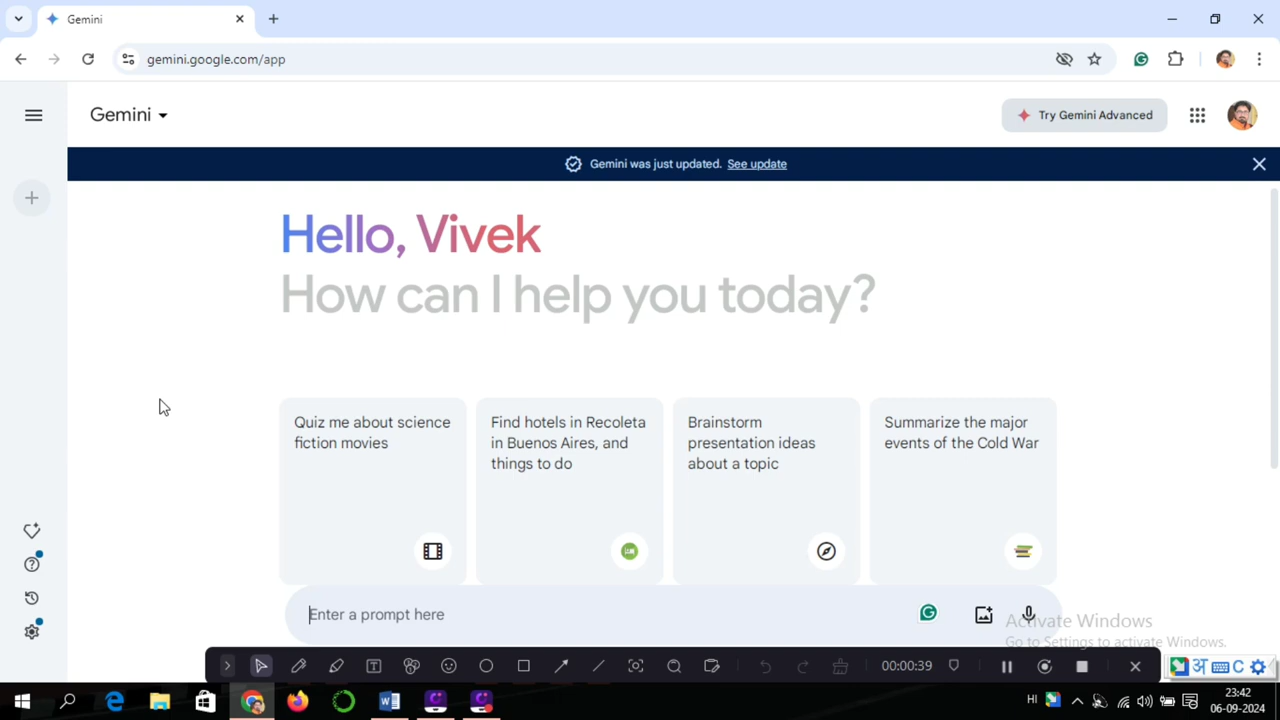 Gemini
gemini.google.com/app
Gemini
Try Gemini Advanced
Gemini was just updated. See update
Hello, Vivek
How can I help you today?
Quiz me about science
fiction movies
Find hotels in Recoleta
in Buenos Aires, and
things to do
Brainstorm
presentation ideas
about a topic
Summarize the major
events of the Cold War
Enter a prompt here
Activate Windows
Go to Settings to activate Windows.
00:00:39
अ
C
HI
23:42
06-09-2024